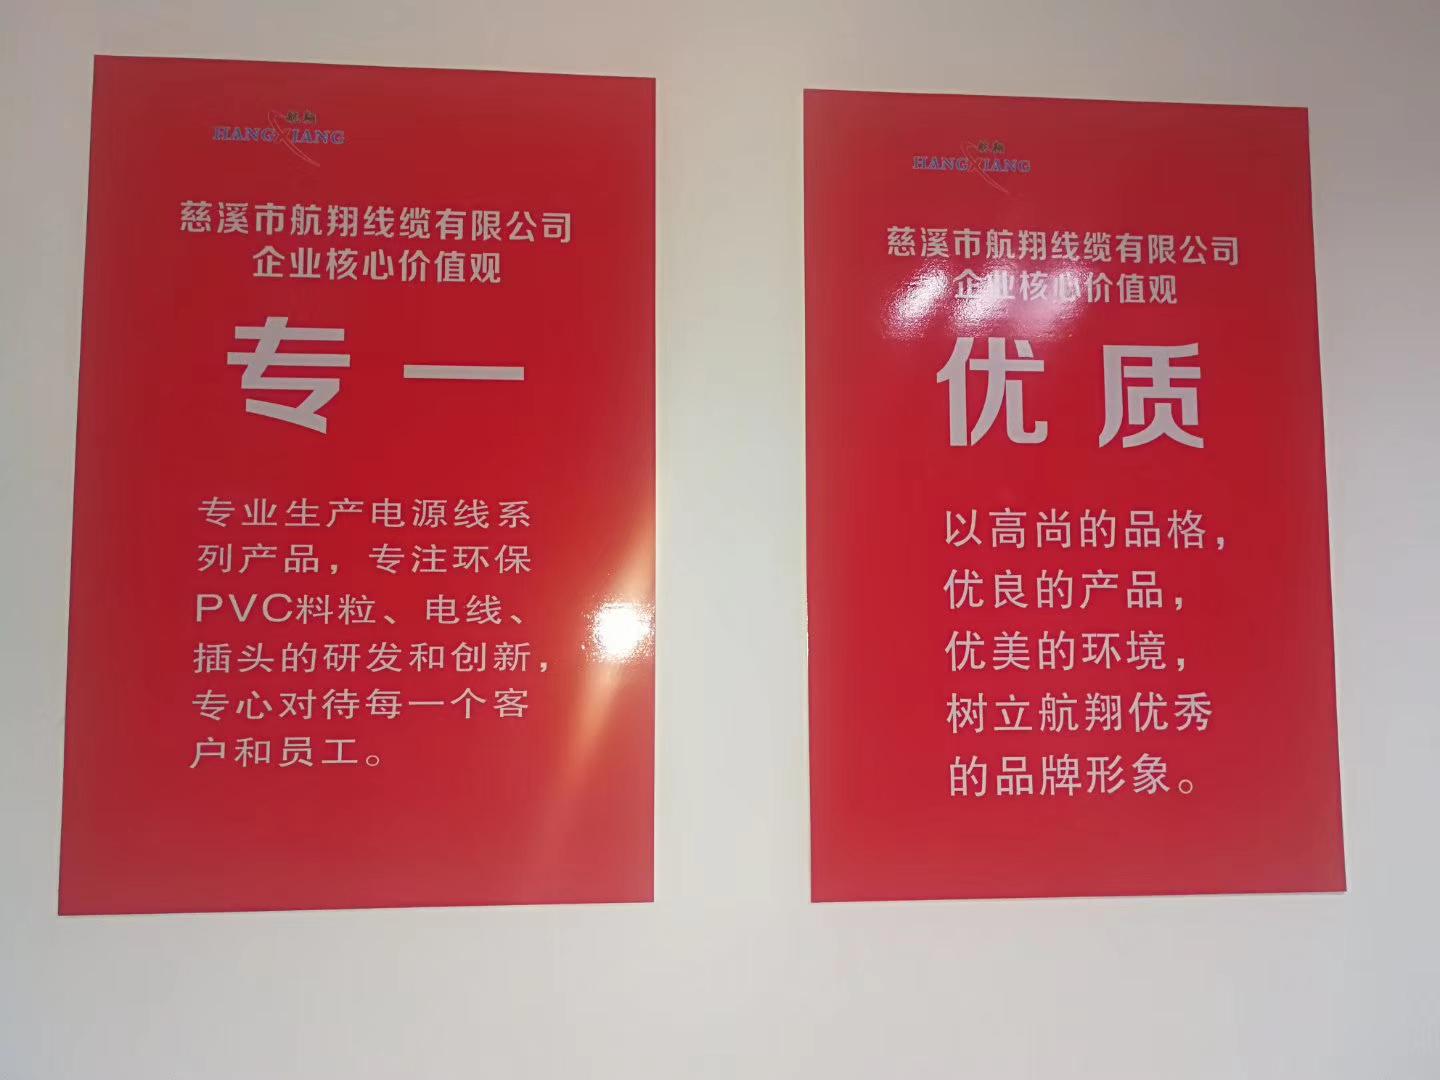 航翔
HANGXIANG
慈溪市航翔线缆有限公司
企业核心价值观
专一
专业生产电源线系
列产品，专注环保
PVC料粒、电线、
插头的研发和创新，
专心对待每一个客
户和员工。
航翔
HANGXIANG
慈溪市航翔线缆有限公司
企业核心价值观
优质
以高尚的品格，
优良的产品，
优美的环境，
树立航翔优秀
的品牌形象。